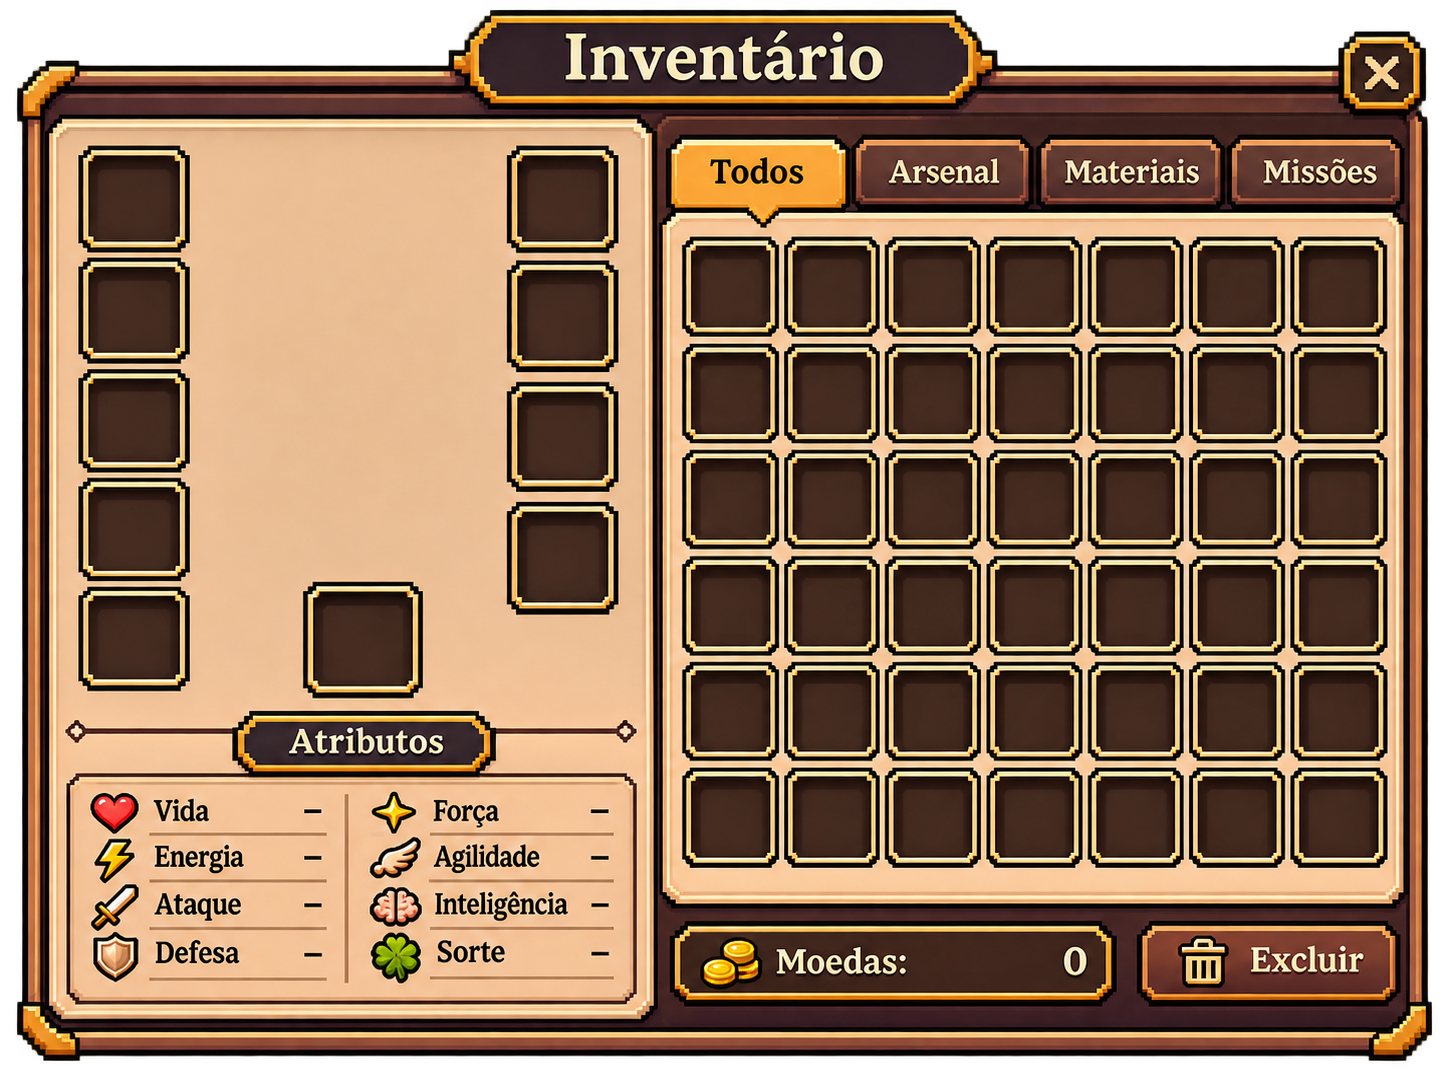 Inventário
Todos
Arsenal
Materiais
Missões
Atributos
Vida –
Energia –
Ataque –
Defesa –
Força –
Agilidade –
Inteligência –
Sorte –
Moedas: 0
Excluir